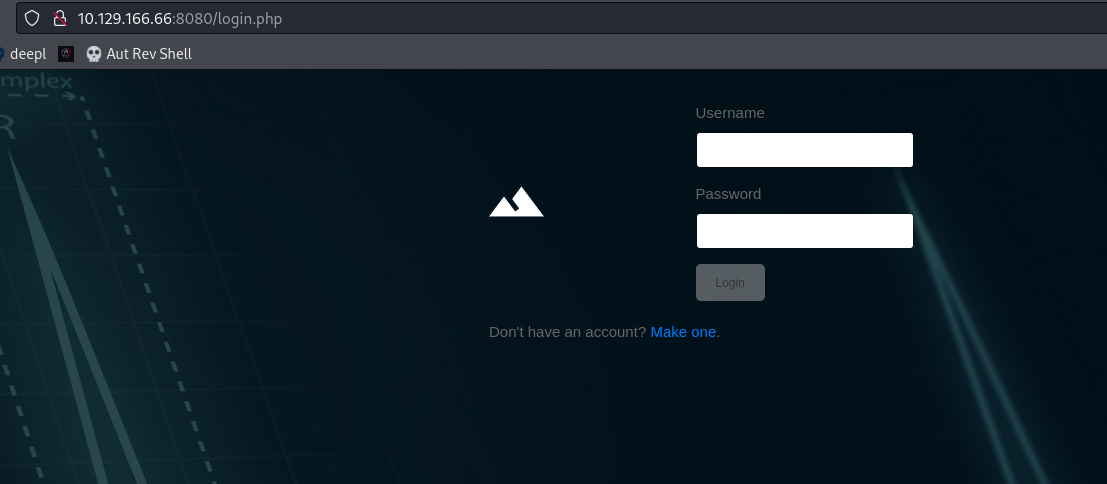 10.129.166.66:8080/login.php
deepl Aut Rev Shell
mplex
R
Username
Password
Login
Don't have an account? Make one.